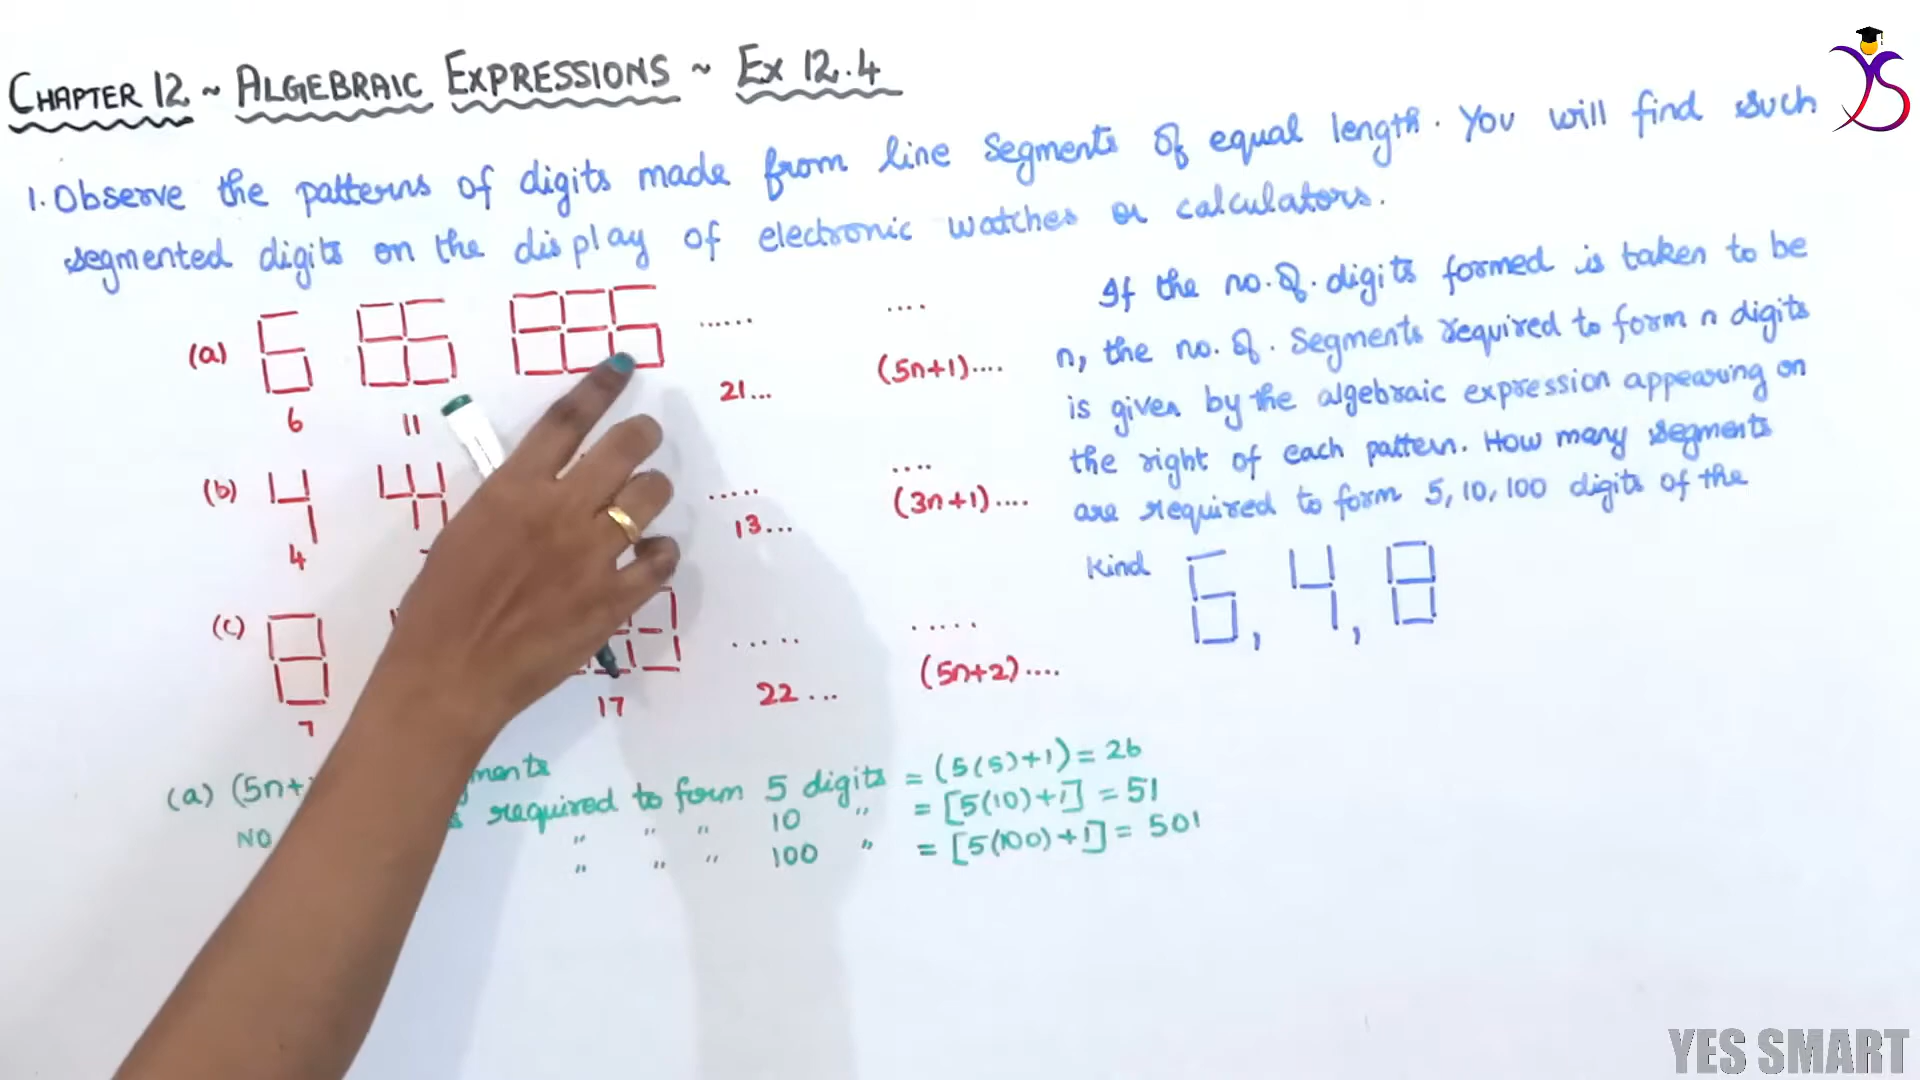 CHAPTER 12 ~ ALGEBRAIC EXPRESSIONS ~ EX 12.4
1. Observe the patterns of digits made from line segments of equal length. You will find such
segmented digits on the display of electronic watches or calculators.
(a) 6 11 21... (5n+1)....
(b) 4 13... (3n+1)....
(c) 7 17 22... (5n+2)....
If the no. of. digits formed is taken to be
n, the no. of. segments required to form n digits
is given by the algebraic expression appearing on
the right of each pattern. How many segments
are required to form 5, 10, 100 digits of the
Kind 6, 4, 8
(a) (5n+
NO required to form 5 digits = (5(5)+1) = 26
" " " 10 " = [5(10)+1] = 51
" " " 100 " = [5(100)+1] = 501
YES SMART